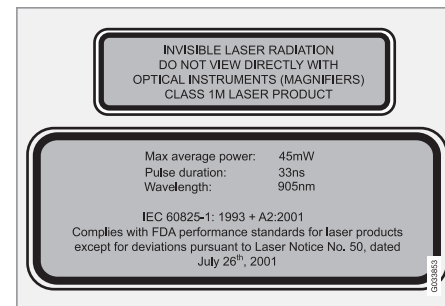 INVISIBLE LASER RADIATION
DO NOT VIEW DIRECTLY WITH
OPTICAL INSTRUMENTS (MAGNIFIERS)
CLASS 1M LASER PRODUCT
Max average power: 45mW
Pulse duration: 33ns
Wavelength: 905nm
IEC 60825-1: 1993 + A2:2001
Complies with FDA performance standards for laser products
except for deviations pursuant to Laser Notice No. 50, dated
July 26th, 2001
G033853